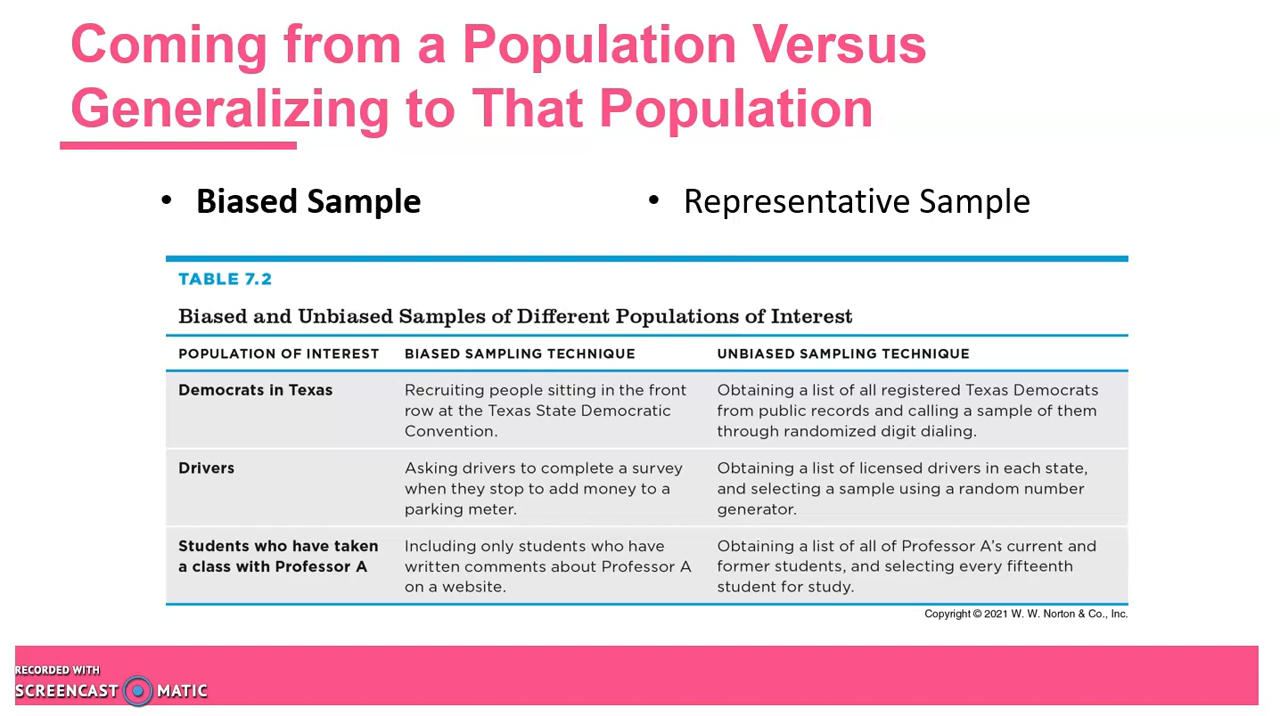 Coming from a Population Versus
Generalizing to That Population
• Biased Sample
• Representative Sample
TABLE 7.2
Biased and Unbiased Samples of Different Populations of Interest
POPULATION OF INTEREST BIASED SAMPLING TECHNIQUE UNBIASED SAMPLING TECHNIQUE
Democrats in Texas
Recruiting people sitting in the front
row at the Texas State Democratic
Convention.
Obtaining a list of all registered Texas Democrats
from public records and calling a sample of them
through randomized digit dialing.
Drivers
Asking drivers to complete a survey
when they stop to add money to a
parking meter.
Obtaining a list of licensed drivers in each state,
and selecting a sample using a random number
generator.
Students who have taken
a class with Professor A
Including only students who have
written comments about Professor A
on a website.
Obtaining a list of all of Professor A’s current and
former students, and selecting every fifteenth
student for study.
Copyright © 2021 W. W. Norton & Co., Inc.
RECORDED WITH
SCREENCAST MATIC